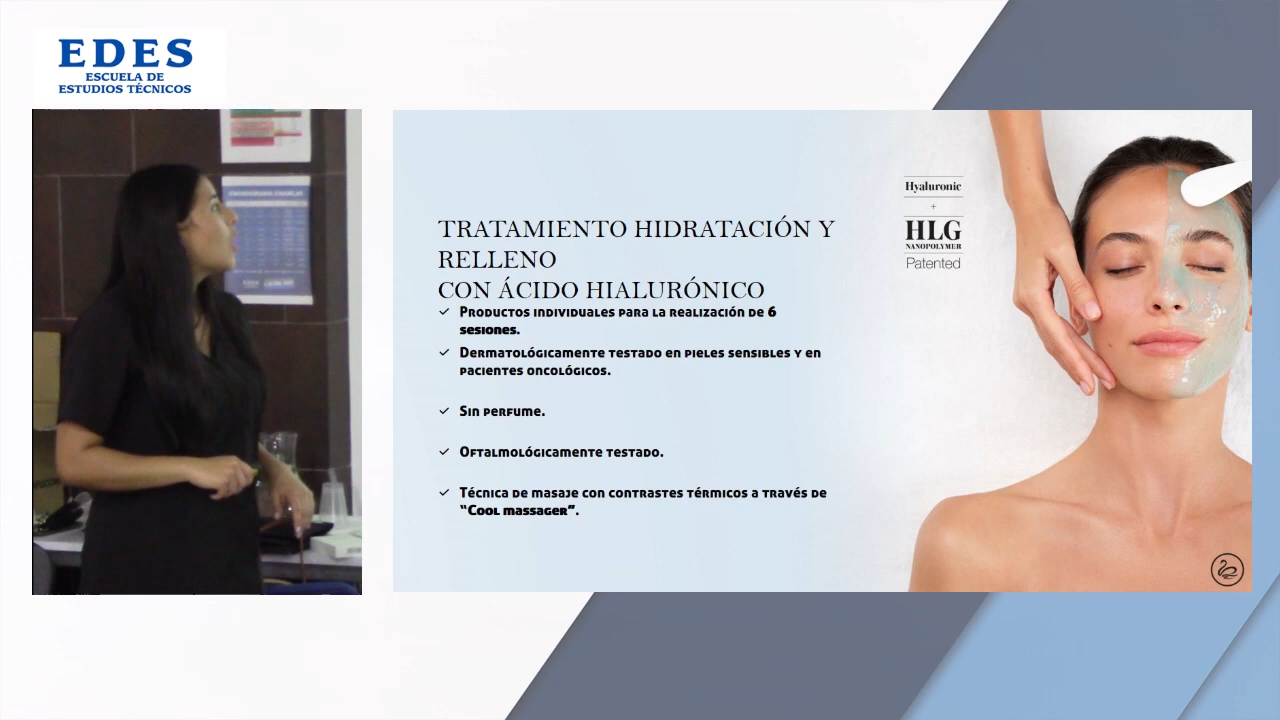 EDES
ESCUELA DE
ESTUDIOS TÉCNICOS
TRATAMIENTO HIDRATACIÓN Y
RELLENO
CON ÁCIDO HIALURÓNICO
✓ Productos individuales para la realización de 6
sesiones.
✓ Dermatológicamente testado en pieles sensibles y en
pacientes oncológicos.
✓ Sin perfume.
✓ Oftalmológicamente testado.
✓ Técnica de masaje con contrastes térmicos a través de
“Cool massager”.
Hyaluronic
+
HLG
NANOPOLYMER
Patented